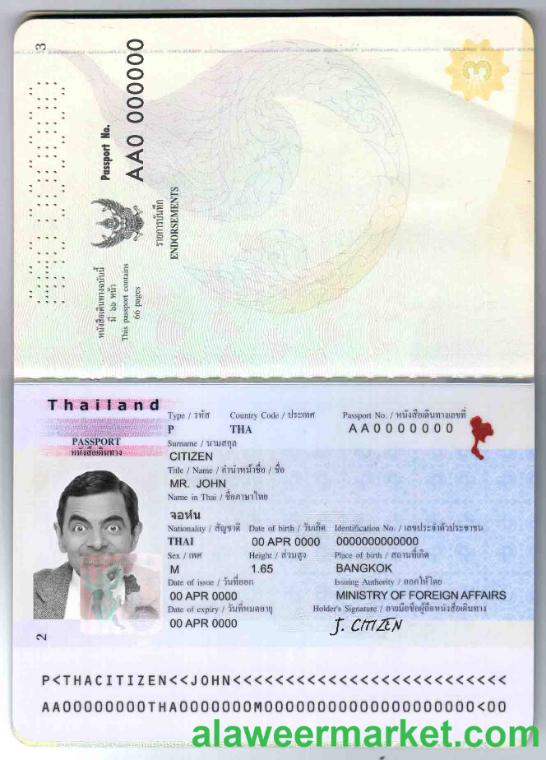 3
Passport No.
AA0 000000
รายการบันทึก
ENDORSEMENTS
หนังสือเดินทางฉบับนี้
มี ๖๖ หน้า
This passport contains
66 pages
3
Thailand
PASSPORT
หนังสือเดินทาง
Type / รหัส Country Code / ประเทศ Passport No. / หนังสือเดินทางเลขที่
P THA AA0000000
Surname / นามสกุล
CITIZEN
Title / Name / คำนำหน้าชื่อ / ชื่อ
MR. JOHN
Name in Thai / ชื่อภาษาไทย
จอห์น
Nationality / สัญชาติ Date of birth / วันเกิด Identification No. / เลขประจำตัวประชาชน
THAI 00 APR 0000 0000000000000
Sex / เพศ Height / ส่วนสูง Place of birth / สถานที่เกิด
M 1.65 BANGKOK
Date of issue / วันที่ออก Issuing Authority / ออกให้โดย
00 APR 0000 MINISTRY OF FOREIGN AFFAIRS
Date of expiry / วันที่หมดอายุ Holder's Signature / ลายมือชื่อผู้ถือหนังสือเดินทาง
00 APR 0000 J. CITIZEN
2
P<THACITIZEN<<JOHN<<<<<<<<<<<<<<<<<<<<<<<<<<
AA00000000THA0000000M00000000000000000000<00
alaweermarket.com